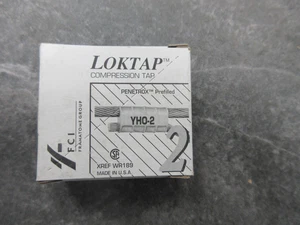 LOKTAP™
COMPRESSION TAP
PENETROX™ Prefilled
YHO-2
2
FCI
FRAMATOME GROUP
XREF WR189
MADE IN U.S.A.